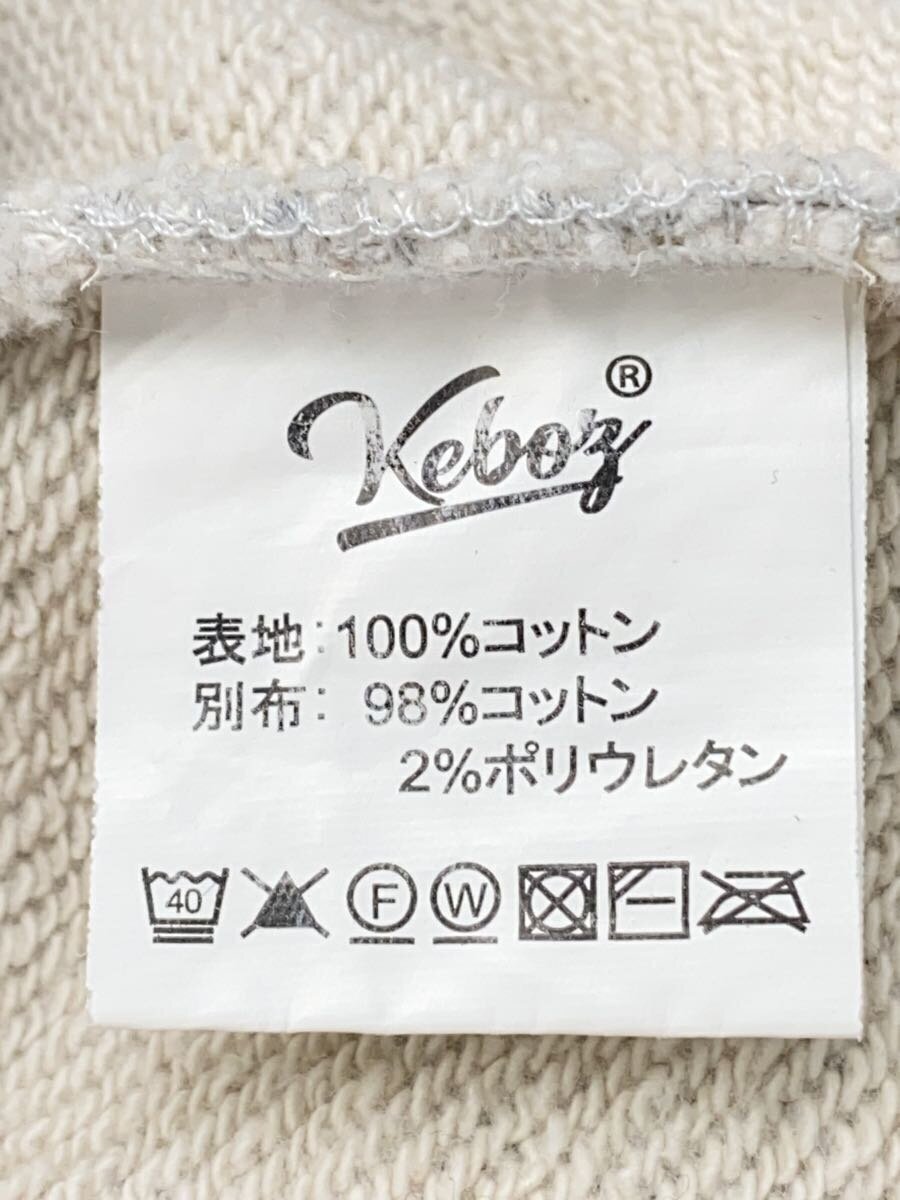 Keboz®
表地：100%コットン
別布：98%コットン
2%ポリウレタン
40 F W